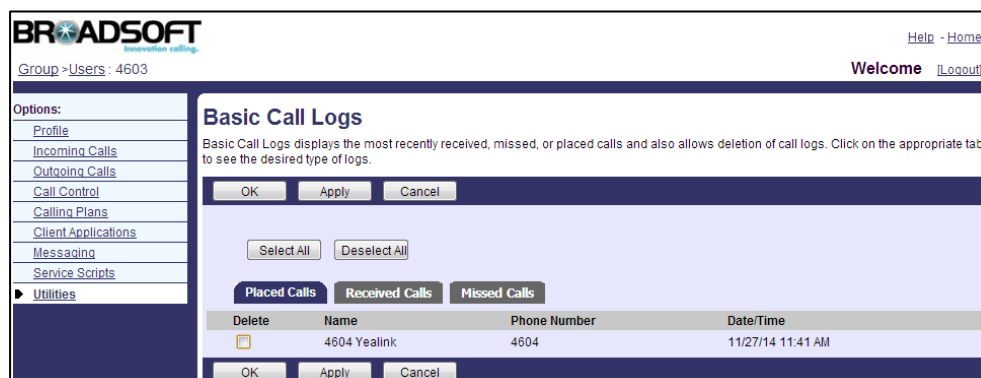 BROADSOFT
Innovation calling.
Help - Home
Group >Users : 4603
Welcome [Logout]
Options:
Profile
Incoming Calls
Outgoing Calls
Call Control
Calling Plans
Client Applications
Messaging
Service Scripts
Utilities
Basic Call Logs
Basic Call Logs displays the most recently received, missed, or placed calls and also allows deletion of call logs. Click on the appropriate tab
to see the desired type of logs.
OK Apply Cancel
Select All Deselect All
Placed Calls Received Calls Missed Calls
Delete Name Phone Number Date/Time
4604 Yealink 4604 11/27/14 11:41 AM
OK Apply Cancel